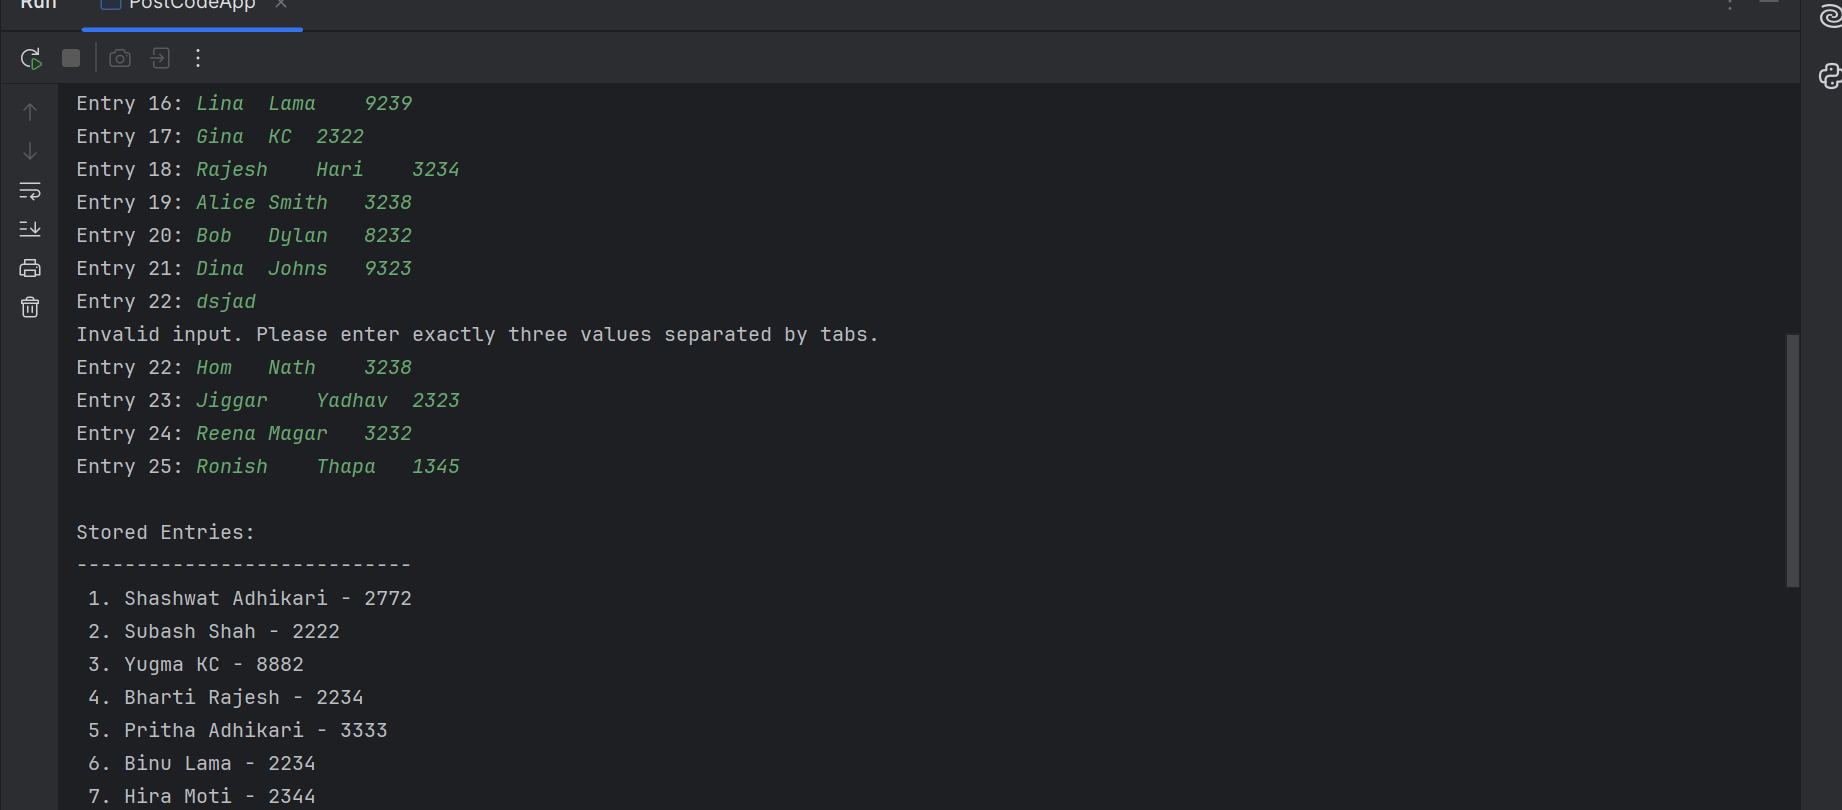 Run PostCodeApp
Entry 16: Lina Lama 9239
Entry 17: Gina KC 2322
Entry 18: Rajesh Hari 3234
Entry 19: Alice Smith 3238
Entry 20: Bob Dylan 8232
Entry 21: Dina Johns 9323
Entry 22: dsjad
Invalid input. Please enter exactly three values separated by tabs.
Entry 22: Hom Nath 3238
Entry 23: Jiggar Yadhav 2323
Entry 24: Reena Magar 3232
Entry 25: Ronish Thapa 1345
Stored Entries:
----------------------------
1. Shashwat Adhikari - 2772
2. Subash Shah - 2222
3. Yugma KC - 8882
4. Bharti Rajesh - 2234
5. Pritha Adhikari - 3333
6. Binu Lama - 2234
7. Hira Moti - 2344